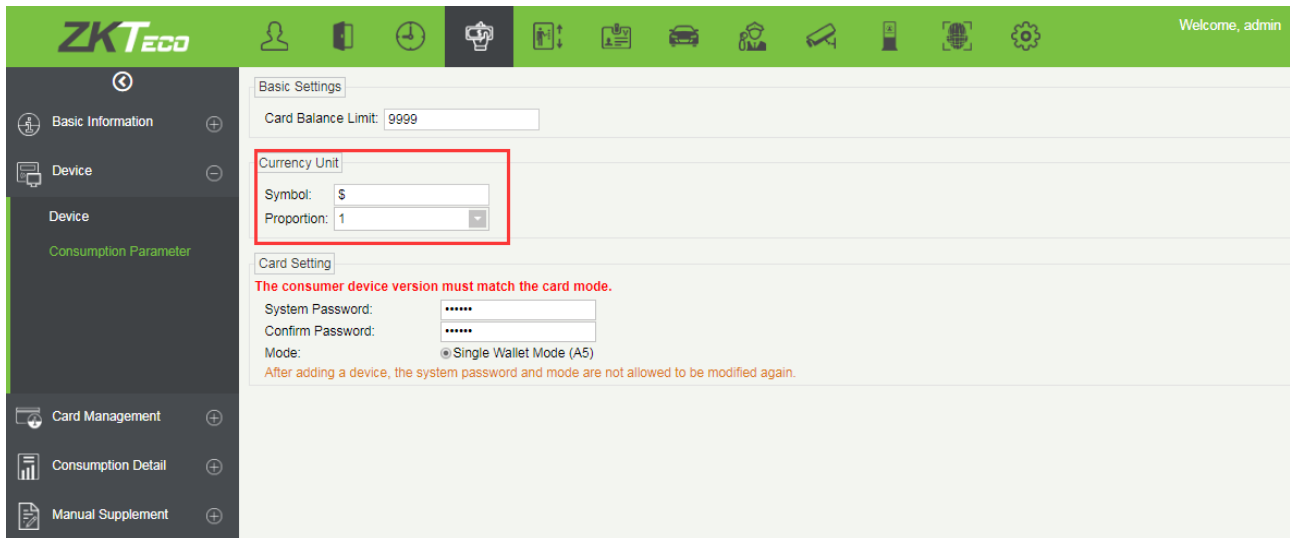 ZKTECO
Welcome, admin
Basic Information
Device
Device
Consumption Parameter
Card Management
Consumption Detail
Manual Supplement
Basic Settings
Card Balance Limit: 9999
Currency Unit
Symbol: $
Proportion: 1
Card Setting
The consumer device version must match the card mode.
System Password: ••••••
Confirm Password: ••••••
Mode: Single Wallet Mode (A5)
After adding a device, the system password and mode are not allowed to be modified again.